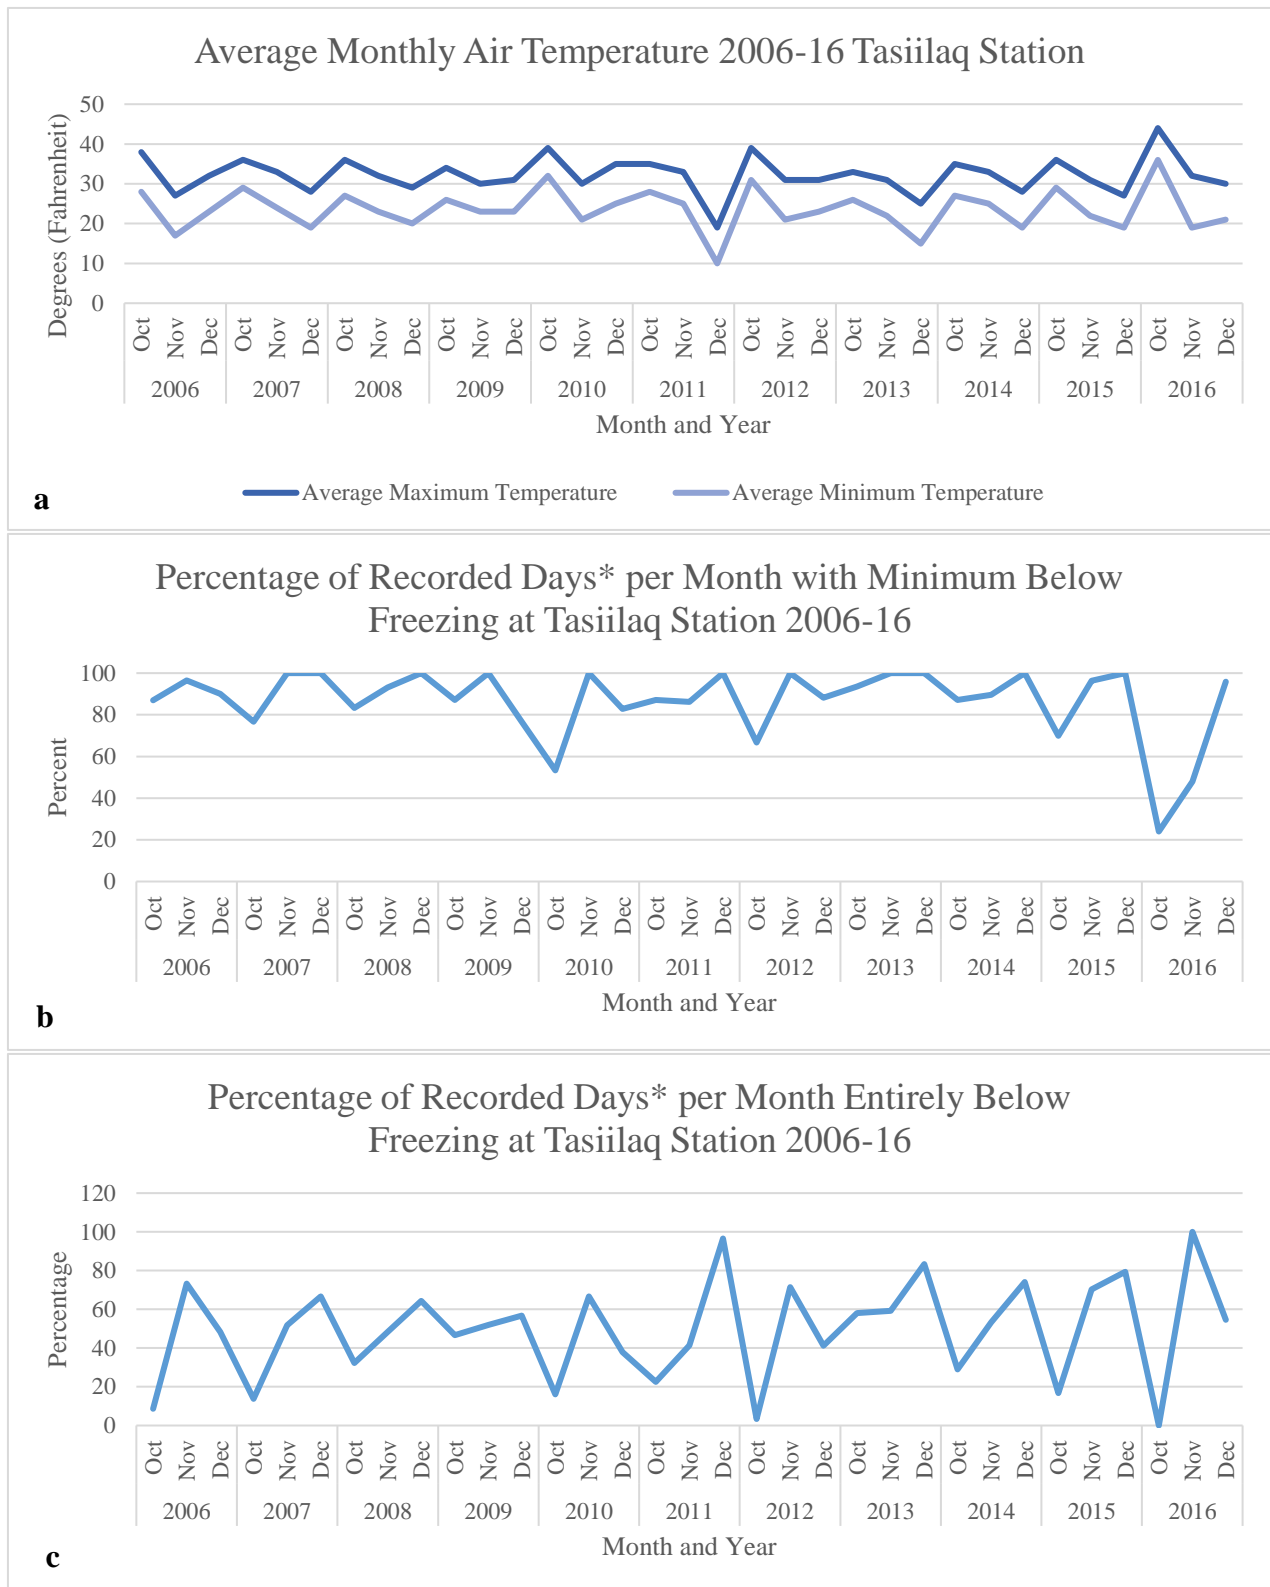 Average Monthly Air Temperature 2006-16 Tasiilaq Station
Degrees (Fahrenheit)
50
40
30
20
10
0
Oct Nov Dec Oct Nov Dec Oct Nov Dec Oct Nov Dec Oct Nov Dec Oct Nov Dec Oct Nov Dec Oct Nov Dec Oct Nov Dec Oct Nov Dec Oct Nov Dec
2006 2007 2008 2009 2010 2011 2012 2013 2014 2015 2016
Month and Year
Average Maximum Temperature Average Minimum Temperature
a
Percentage of Recorded Days* per Month with Minimum Below
Freezing at Tasiilaq Station 2006-16
Percent
100
80
60
40
20
0
Oct Nov Dec Oct Nov Dec Oct Nov Dec Oct Nov Dec Oct Nov Dec Oct Nov Dec Oct Nov Dec Oct Nov Dec Oct Nov Dec Oct Nov Dec Oct Nov Dec
2006 2007 2008 2009 2010 2011 2012 2013 2014 2015 2016
Month and Year
b
Percentage of Recorded Days* per Month Entirely Below
Freezing at Tasiilaq Station 2006-16
Percentage
120
100
80
60
40
20
0
Oct Nov Dec Oct Nov Dec Oct Nov Dec Oct Nov Dec Oct Nov Dec Oct Nov Dec Oct Nov Dec Oct Nov Dec Oct Nov Dec Oct Nov Dec Oct Nov Dec
2006 2007 2008 2009 2010 2011 2012 2013 2014 2015 2016
Month and Year
c